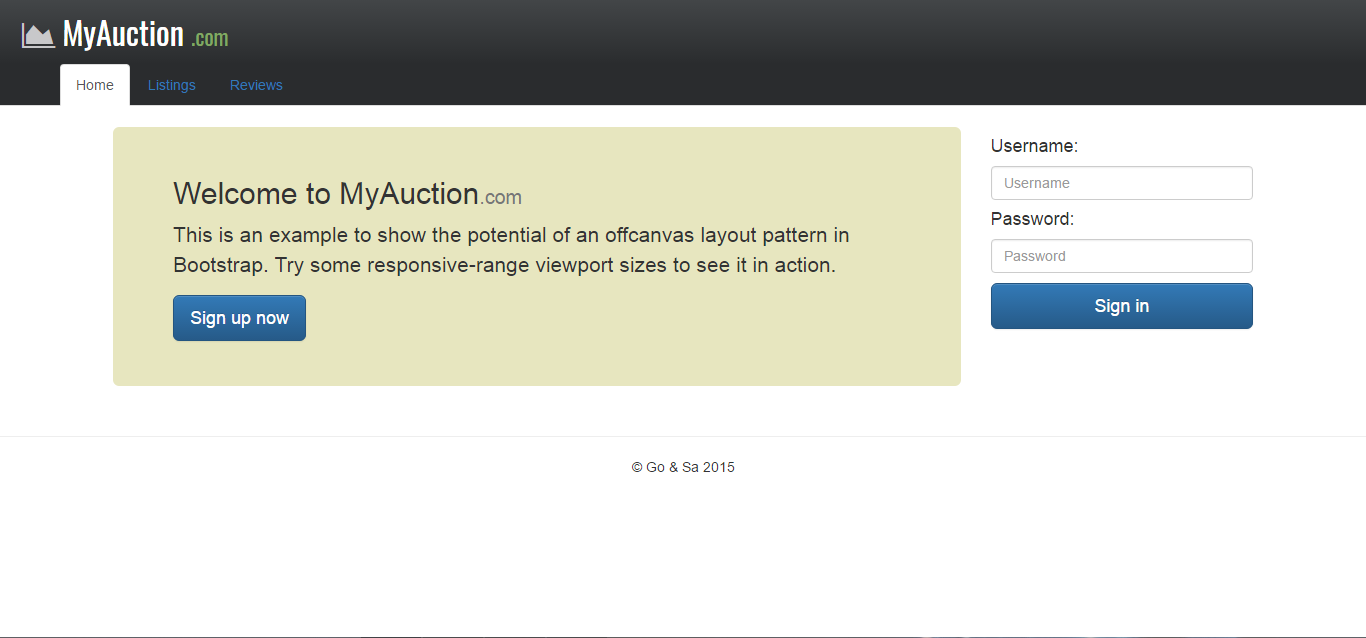 MyAuction .com
Home Listings Reviews
Welcome to MyAuction.com
This is an example to show the potential of an offcanvas layout pattern in
Bootstrap. Try some responsive-range viewport sizes to see it in action.
Sign up now
Username:
Username
Password:
Password
Sign in
© Go & Sa 2015